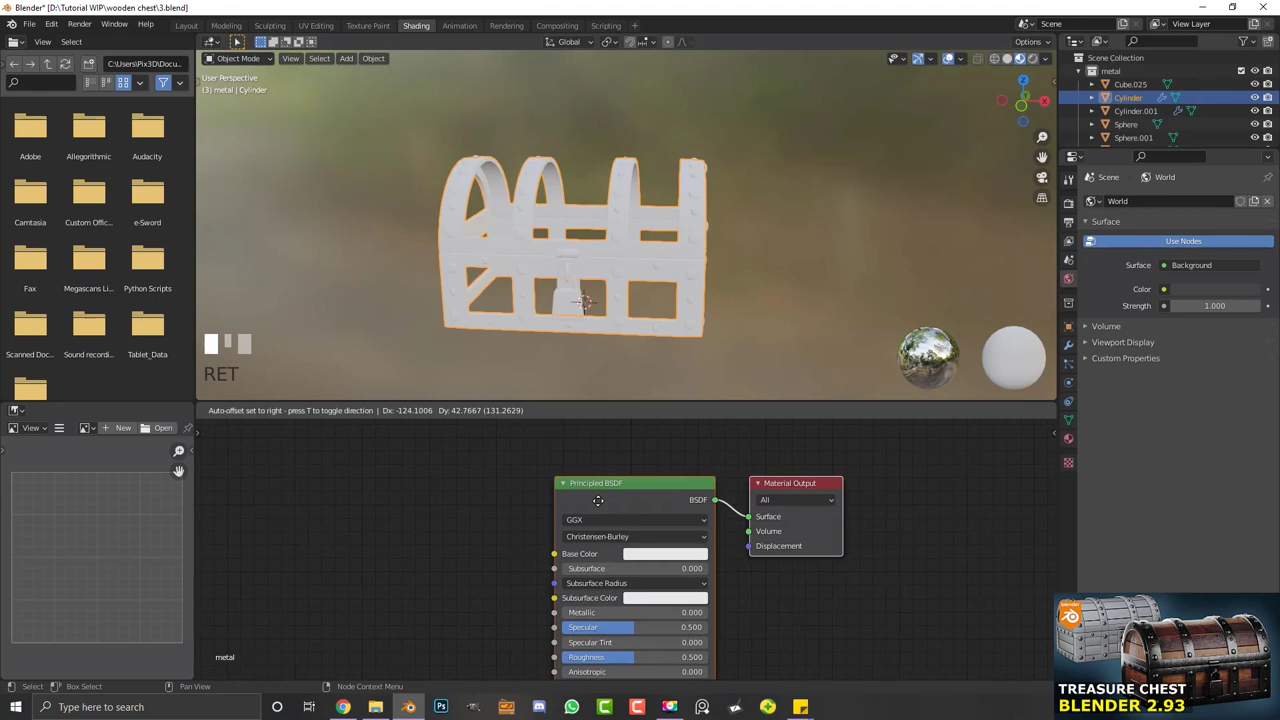 Blender* [D:\Tutorial WIP\wooden chest\3.blend]
File Edit Render Window Help Layout Modeling Sculpting UV Editing Texture Paint Shading Animation Rendering Compositing Scripting Scene View Layer
View Select Global Options
C:\Users\Pix3D\Docu...
Object Mode View Select Add Object
User Perspective
(3) metal | Cylinder
Adobe Allegorithmic Audacity
Camtasia Custom Offic... e-Sword
Fax Megascans Li... Python Scripts
Scanned Doc... Sound recordi... Tablet_Data
RET
Scene Collection
metal
Cube.025
Cylinder
Cylinder.001
Sphere
Sphere.001
Scene World
World
Surface
Use Nodes
Surface Background
Color
Strength 1.000
Volume
Viewport Display
Custom Properties
Auto-offset set to right - press T to toggle direction | Dx: -124.1006 Dy: 42.7667 (131.2629)
View New Open
Principled BSDF
BSDF
GGX
Christensen-Burley
Base Color
Subsurface 0.000
Subsurface Radius
Subsurface Color
Metallic 0.000
Specular 0.500
Specular Tint 0.000
Roughness 0.500
Anisotropic 0.000
Material Output
All
Surface
Volume
Displacement
metal
Select Box Select Pan View Node Context Menu
TREASURE CHEST
BLENDER 2.93
Type here to search